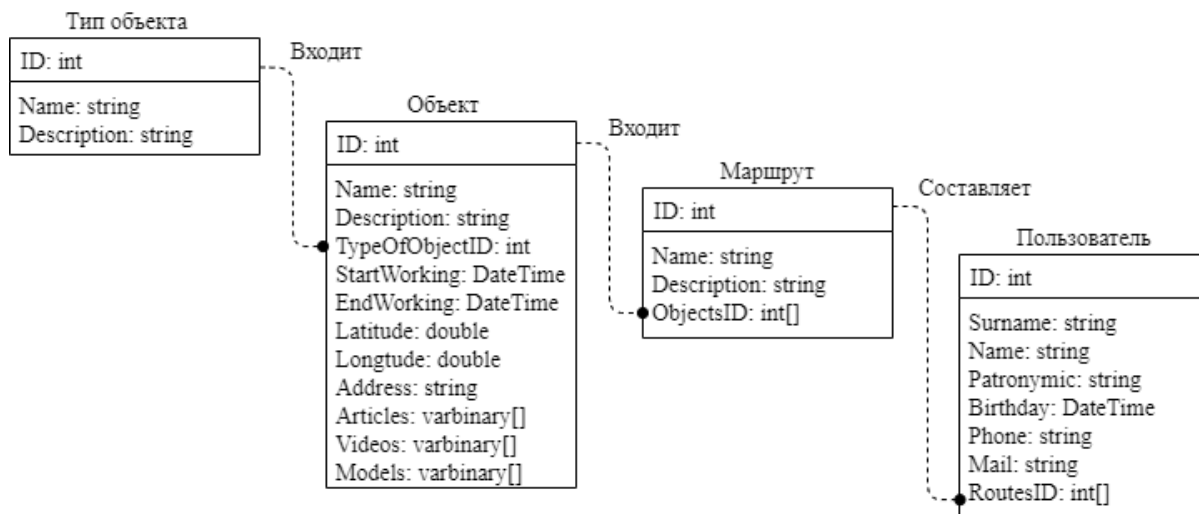 Тип объекта
ID: int
Name: string
Description: string
Входит
Объект
ID: int
Name: string
Description: string
TypeOfObjectID: int
StartWorking: DateTime
EndWorking: DateTime
Latitude: double
Longtude: double
Address: string
Articles: varbinary[]
Videos: varbinary[]
Models: varbinary[]
Входит
Маршрут
ID: int
Name: string
Description: string
ObjectsID: int[]
Составляет
Пользователь
ID: int
Surname: string
Name: string
Patronymic: string
Birthday: DateTime
Phone: string
Mail: string
RoutesID: int[]